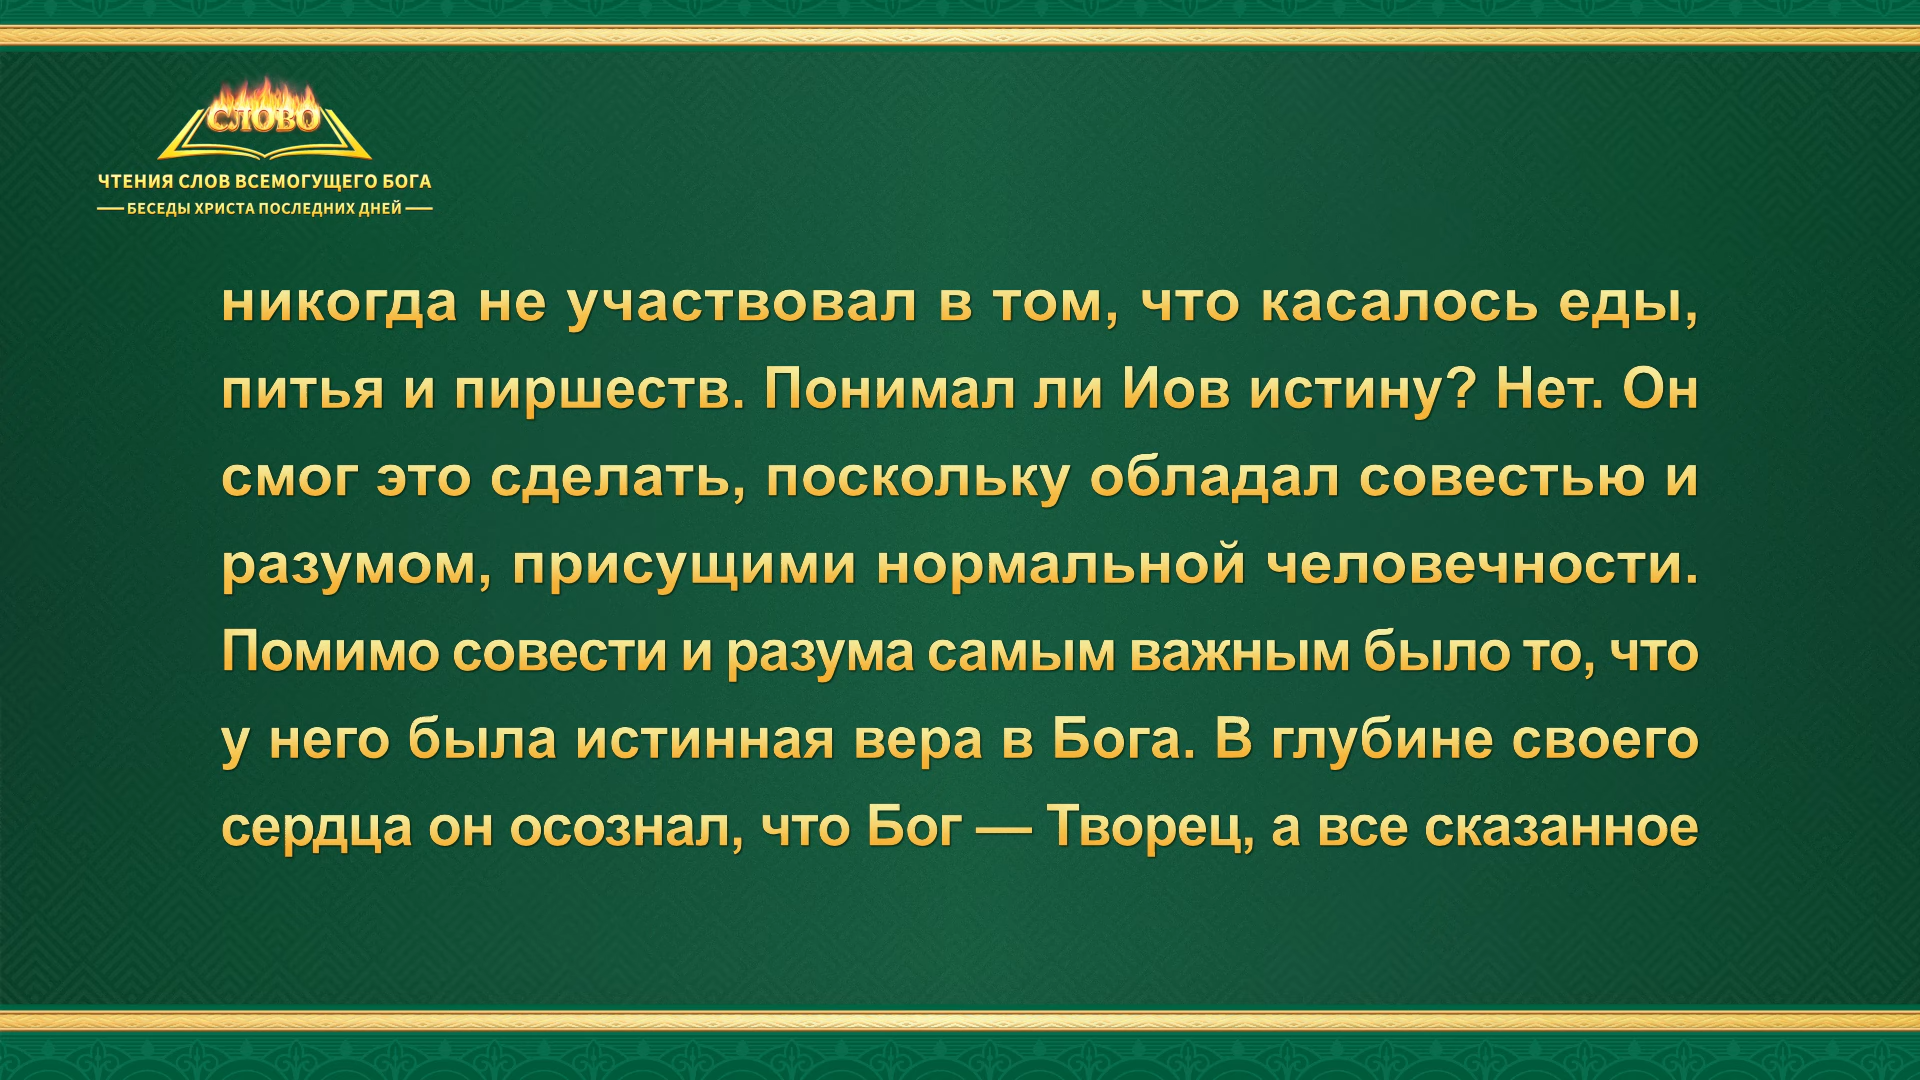 СЛОВО
ЧТЕНИЯ СЛОВ ВСЕМОГУЩЕГО БОГА
БЕСЕДЫ ХРИСТА ПОСЛЕДНИХ ДНЕЙ
никогда не участвовал в том, что касалось еды,
питья и пиршеств. Понимал ли Иов истину? Нет. Он
смог это сделать, поскольку обладал совестью и
разумом, присущими нормальной человечности.
Помимо совести и разума самым важным было то, что
у него была истинная вера в Бога. В глубине своего
сердца он осознал, что Бог — Творец, а все сказанное